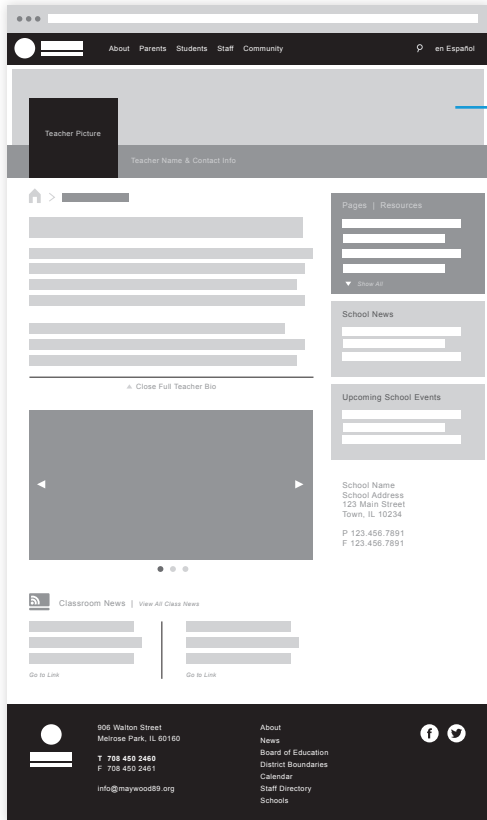 About Parents Students Staff Community en Español
Teacher Picture
Teacher Name & Contact Info
Pages | Resources
Show All
School News
Upcoming School Events
Close Full Teacher Bio
School Name
School Address
123 Main Street
Town, IL 10234
P 123.456.7891
F 123.456.7891
Classroom News | View All Class News
Go to Link Go to Link
906 Walton Street
Melrose Park, IL 60160
T 708 450 2460
F 708 450 2461
info@maywood89.org
About
News
Board of Education
District Boundaries
Calendar
Staff Directory
Schools